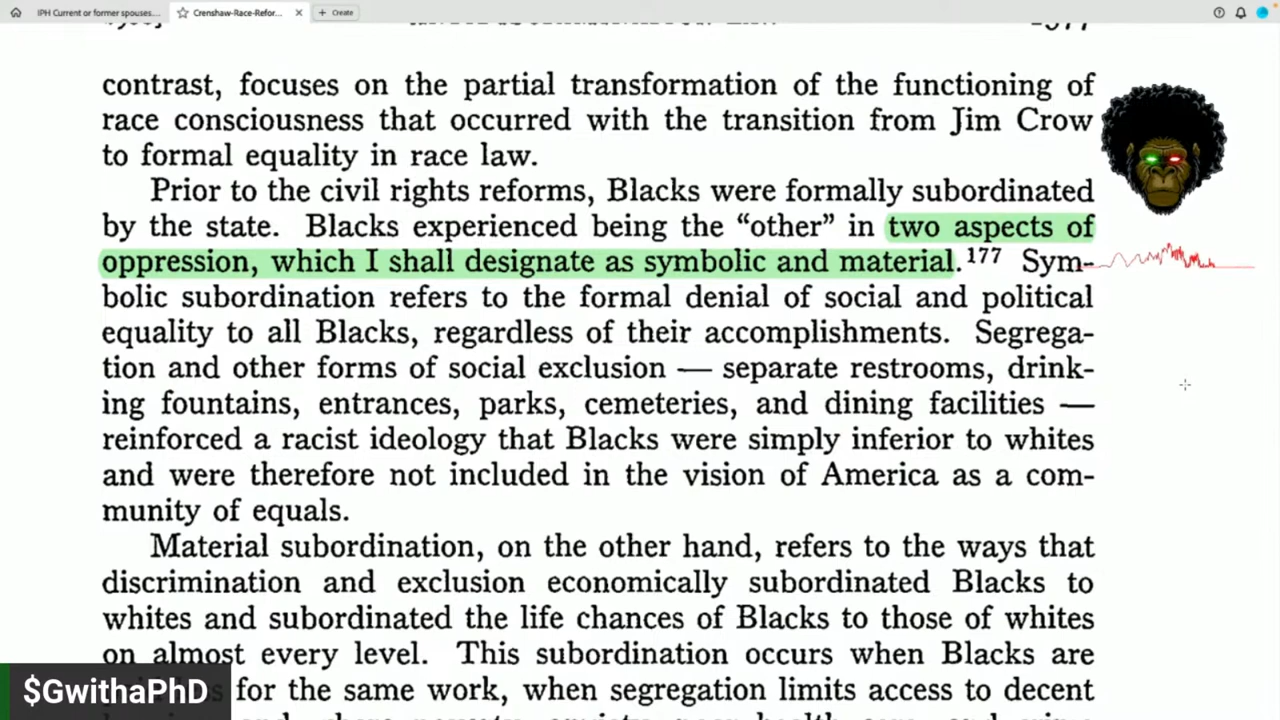 IPH Current or former spouses....
Crenshaw-Race-Refor...
Create
contrast, focuses on the partial transformation of the functioning of
race consciousness that occurred with the transition from Jim Crow
to formal equality in race law.
Prior to the civil rights reforms, Blacks were formally subordinated
by the state. Blacks experienced being the “other” in two aspects of
oppression, which I shall designate as symbolic and material.177 Sym-
bolic subordination refers to the formal denial of social and political
equality to all Blacks, regardless of their accomplishments. Segrega-
tion and other forms of social exclusion — separate restrooms, drink-
ing fountains, entrances, parks, cemeteries, and dining facilities —
reinforced a racist ideology that Blacks were simply inferior to whites
and were therefore not included in the vision of America as a com-
munity of equals.
Material subordination, on the other hand, refers to the ways that
discrimination and exclusion economically subordinated Blacks to
whites and subordinated the life chances of Blacks to those of whites
on almost every level. This subordination occurs when Blacks are
for the same work, when segregation limits access to decent
$GwithaPhD